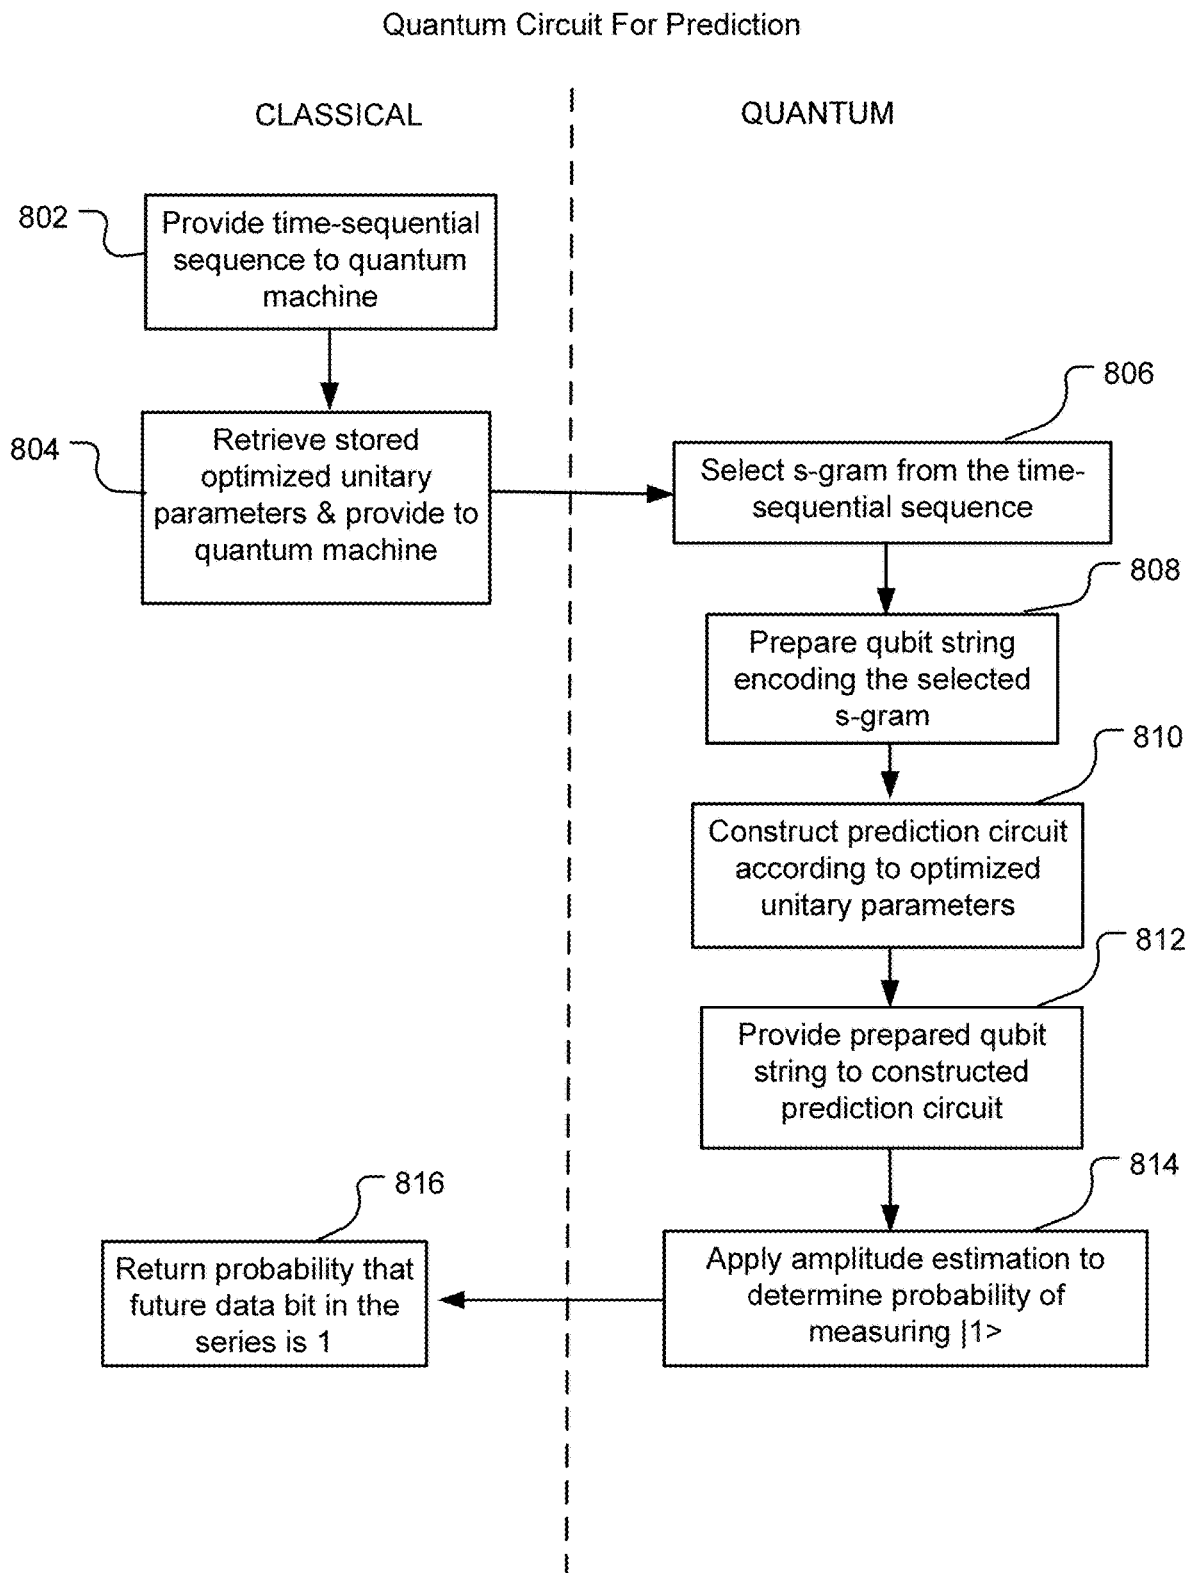 Quantum Circuit For Prediction
CLASSICAL
QUANTUM
802
Provide time-sequential
sequence to quantum
machine
804
Retrieve stored
optimized unitary
parameters & provide to
quantum machine
806
Select s-gram from the time-
sequential sequence
808
Prepare qubit string
encoding the selected
s-gram
810
Construct prediction circuit
according to optimized
unitary parameters
812
Provide prepared qubit
string to constructed
prediction circuit
814
Apply amplitude estimation to
determine probability of
measuring |1>
816
Return probability that
future data bit in the
series is 1